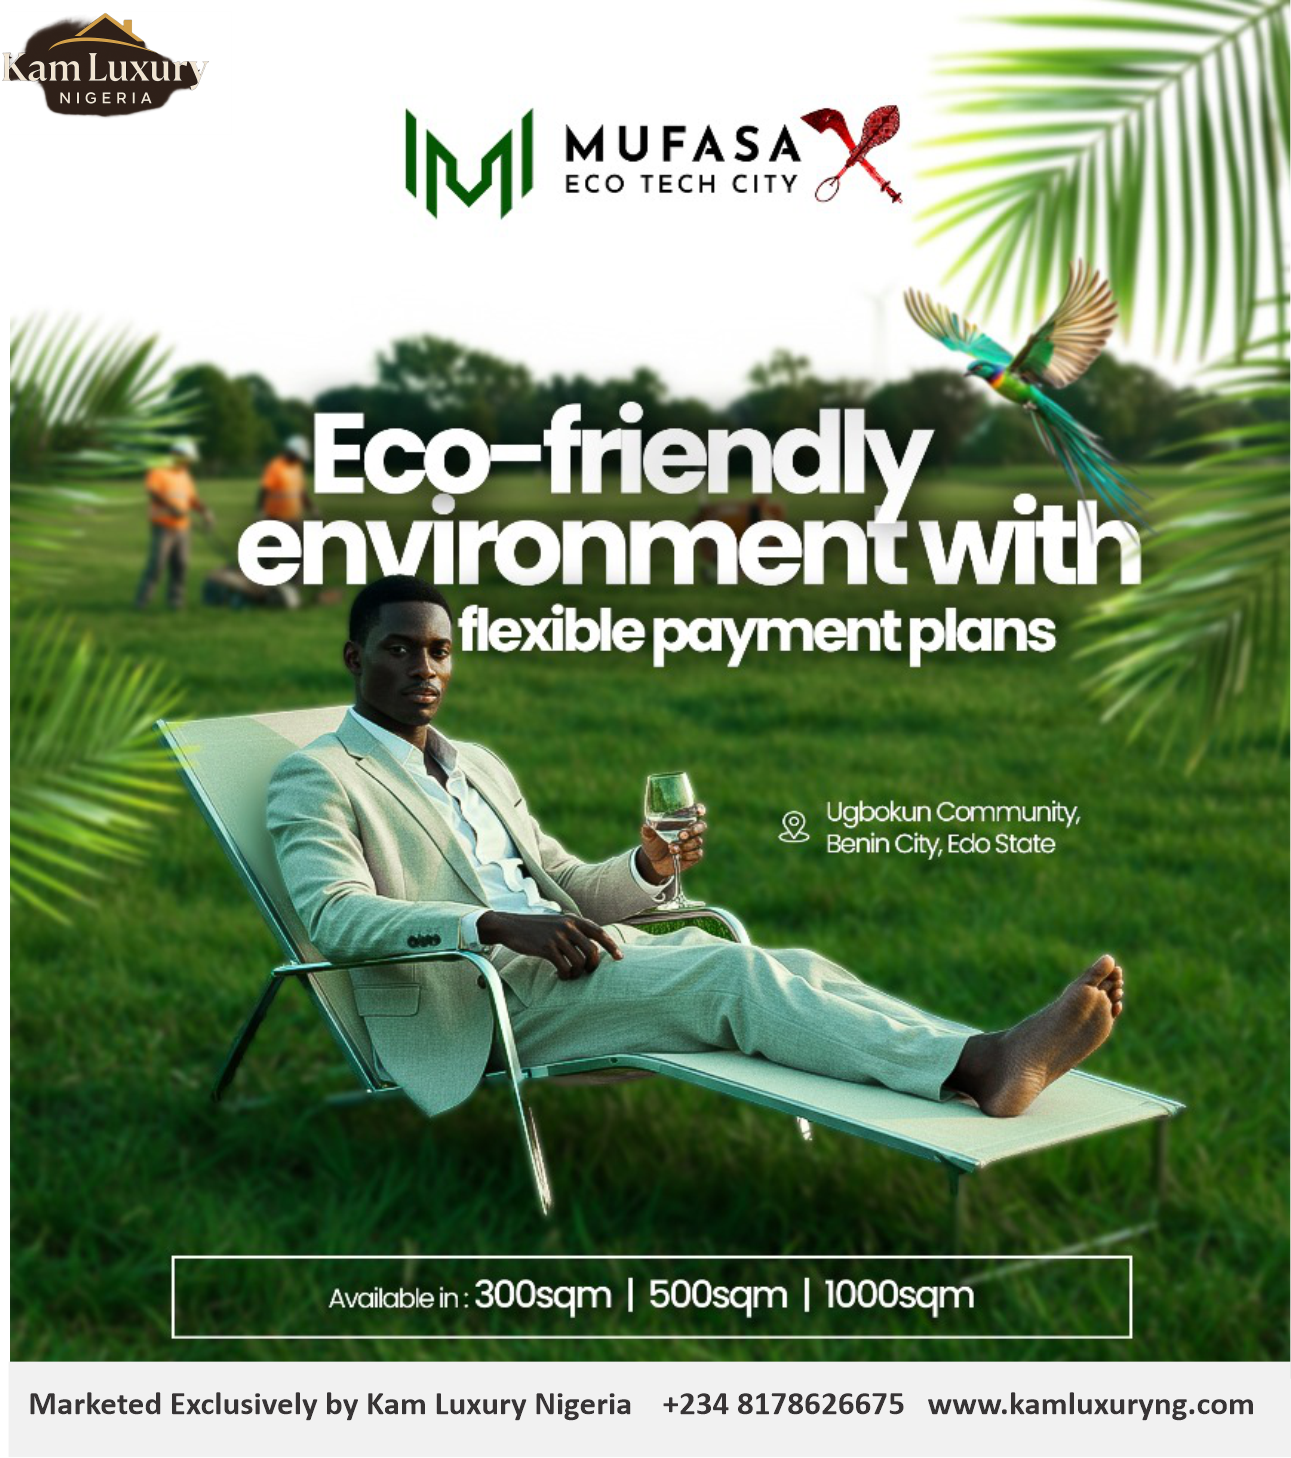 Kam Luxury
NIGERIA
MUFASA
ECO TECH CITY
Eco-friendly
environment with
flexible payment plans
Ugbokun Community,
Benin City, Edo State
Available in : 300sqm | 500sqm | 1000sqm
Marketed Exclusively by Kam Luxury Nigeria +234 8178626675 www.kamluxuryng.com